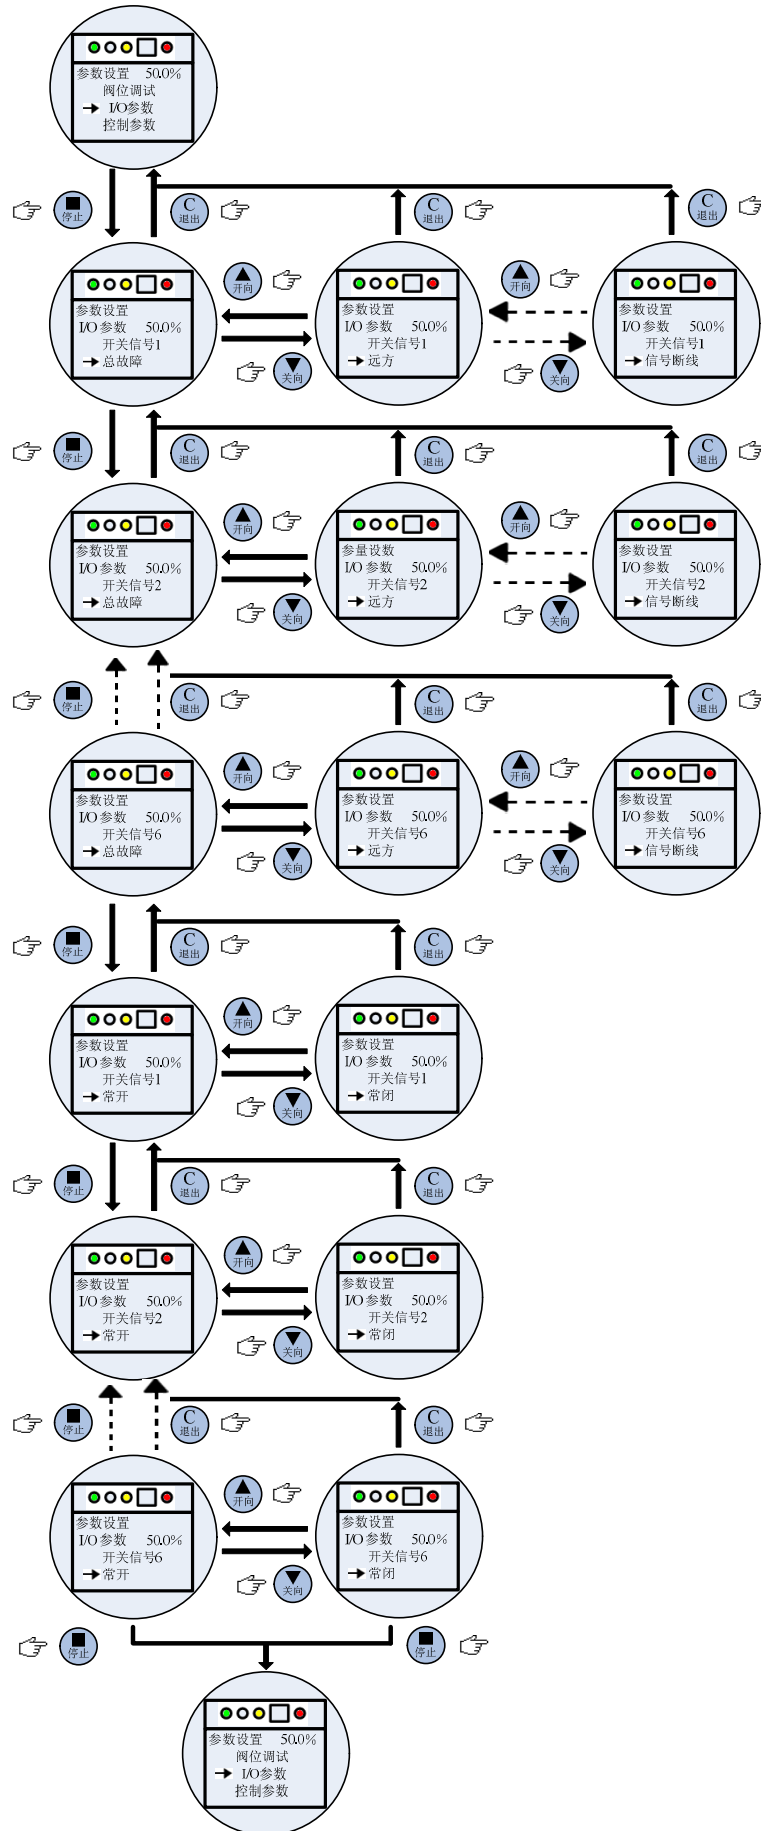 参数设置 50.0%
阀位调试
I/O参数
控制参数
停止
C
退出
C
退出
C
退出
参数设置
I/O参数 50.0%
开关信号1
总故障
开向
关向
参数设置
I/O参数 50.0%
开关信号1
远方
开向
关向
参数设置
I/O参数 50.0%
开关信号1
信号断线
停止
C
退出
C
退出
C
退出
参数设置
I/O参数 50.0%
开关信号2
总故障
开向
关向
参量设数
I/O参数 50.0%
开关信号2
远方
开向
关向
参数设置
I/O参数 50.0%
开关信号2
信号断线
停止
C
退出
C
退出
C
退出
参数设置
I/O参数 50.0%
开关信号6
总故障
开向
关向
参数设置
I/O参数 50.0%
开关信号6
远方
开向
关向
参数设置
I/O参数 50.0%
开关信号6
信号断线
停止
C
退出
C
退出
参数设置
I/O参数 50.0%
开关信号1
常开
开向
关向
参数设置
I/O参数 50.0%
开关信号1
常闭
停止
C
退出
C
退出
参数设置
I/O参数 50.0%
开关信号2
常开
开向
关向
参数设置
I/O参数 50.0%
开关信号2
常闭
停止
C
退出
C
退出
参数设置
I/O参数 50.0%
开关信号6
常开
开向
关向
参数设置
I/O参数 50.0%
开关信号6
常闭
停止
停止
参数设置 50.0%
阀位调试
I/O参数
控制参数